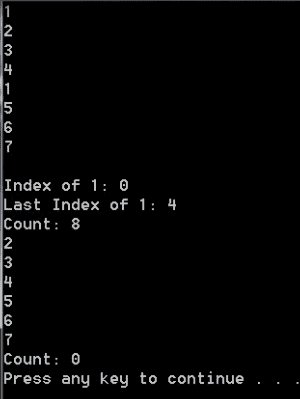 1
2
3
4
1
5
6
7
Index of 1: 0
Last Index of 1: 4
Count: 8
2
3
4
5
6
7
Count: 0
Press any key to continue . . .